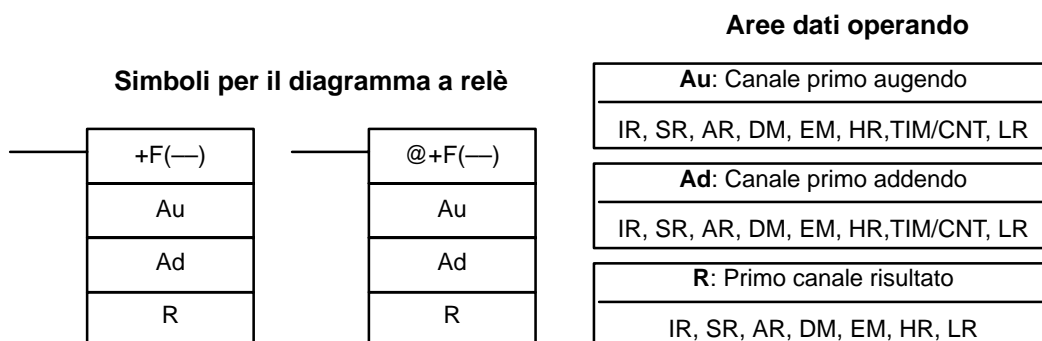 Simboli per il diagramma a relè
+F(––)
Au
Ad
R
@+F(––)
Au
Ad
R
Aree dati operando
Au: Canale primo augendo
IR, SR, AR, DM, EM, HR,TIM/CNT, LR
Ad: Canale primo addendo
IR, SR, AR, DM, EM, HR,TIM/CNT, LR
R: Primo canale risultato
IR, SR, AR, DM, EM, HR, LR